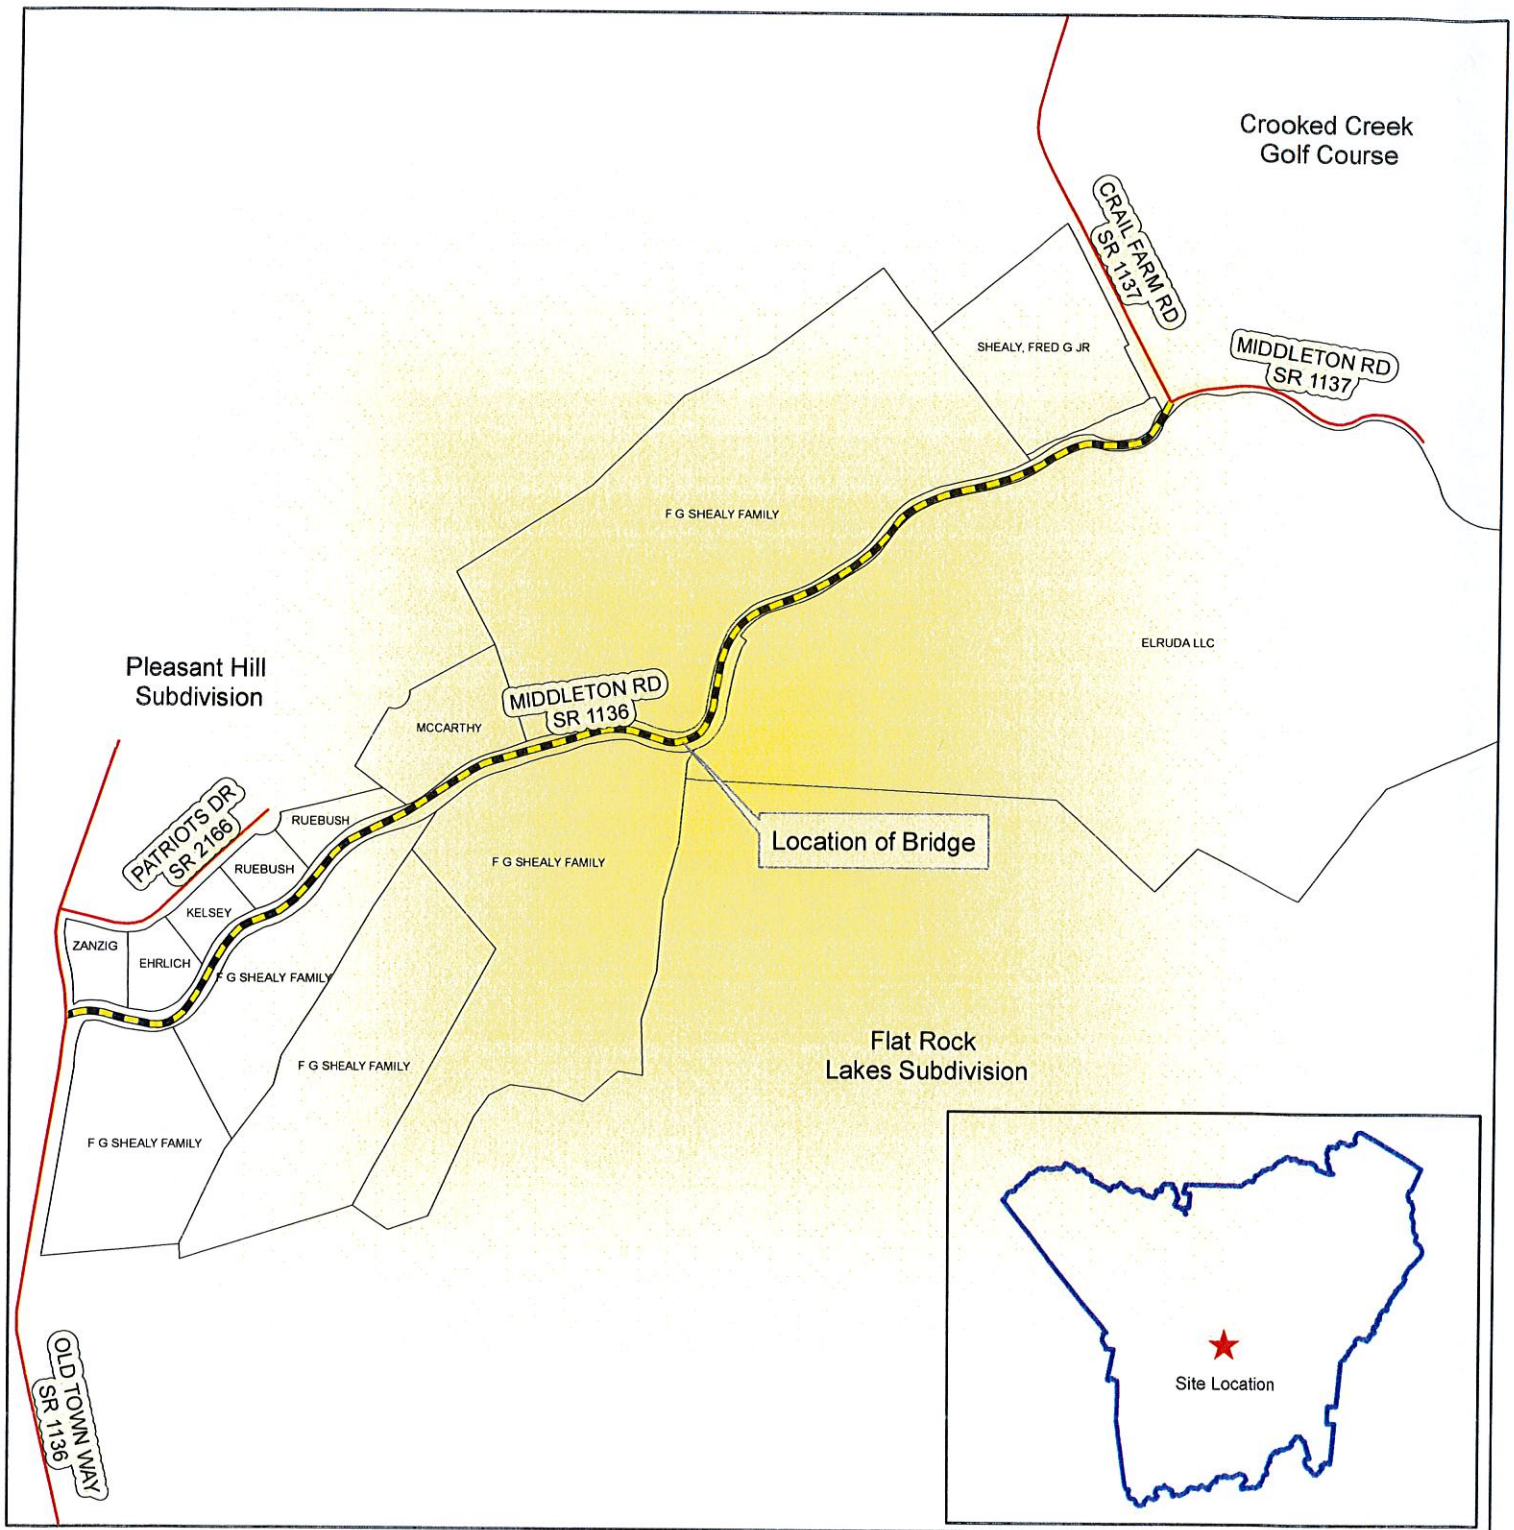 Crooked Creek
Golf Course
CRAIL FARM RD
SR 1137
MIDDLETON RD
SR 1137
SHEALY, FRED G JR
F G SHEALY FAMILY
ELRUDA LLC
Pleasant Hill
Subdivision
MIDDLETON RD
SR 1136
MCCARTHY
PATRIOTS DR
SR 2166
RUEBUSH
RUEBUSH
KELSEY
ZANZIG
EHRLICH
F G SHEALY FAMILY
F G SHEALY FAMILY
Location of Bridge
F G SHEALY FAMILY
F G SHEALY FAMILY
Flat Rock
Lakes Subdivision
OLD TOWN WAY
SR 1136
Site Location